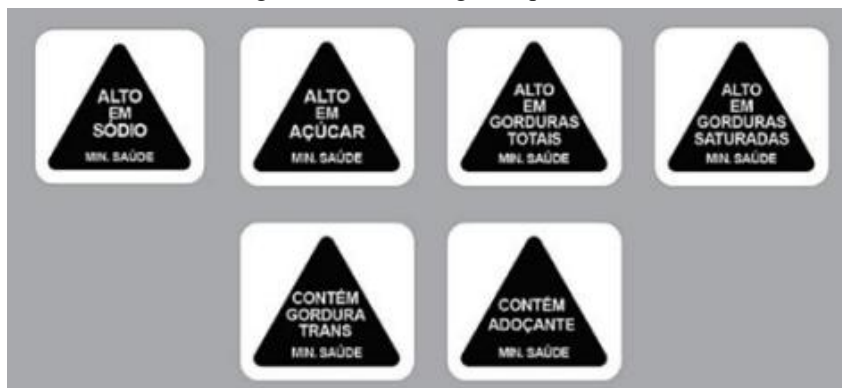 ALTO
EM
SÓDIO
MIN. SAÚDE
ALTO
EM
AÇÚCAR
MIN. SAÚDE
ALTO
EM
GORDURAS
TOTAIS
MIN. SAÚDE
ALTO
EM
GORDURAS
SATURADAS
MIN. SAÚDE
CONTÉM
GORDURA
TRANS
MIN. SAÚDE
CONTÉM
ADOÇANTE
MIN. SAÚDE